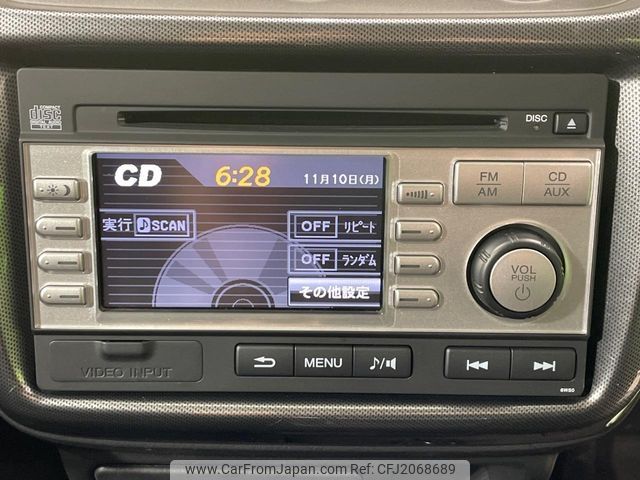 COMPACT
disc
DIGITAL AUDIO
TEXT
DISC
CD 6:28 11月10日(月)
実行 SCAN
OFF リピート
OFF ランダム
その他設定
FM
AM
CD
AUX
VOL
PUSH
VIDEO INPUT
MENU
6WS0
www.CarFromJapan.com CFJ2068689